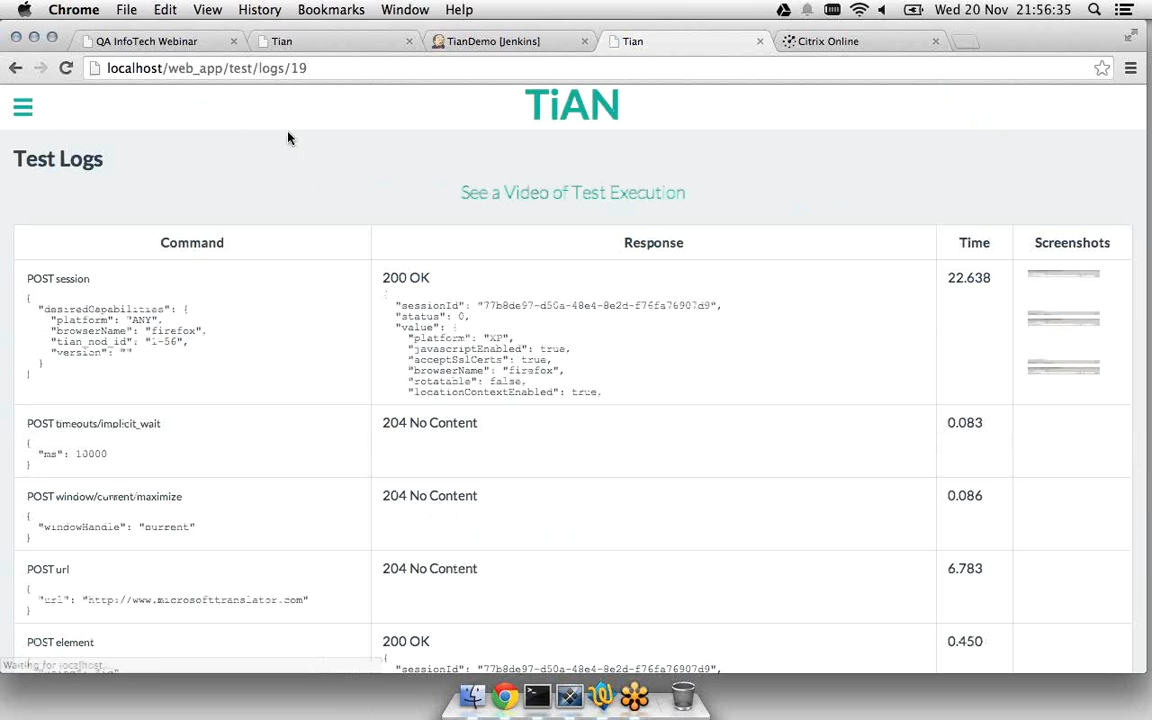 Chrome File Edit View History Bookmarks Window Help Wed 20 Nov 21:56:35
QA InfoTech Webinar Tian TianDemo [Jenkins] Tian Citrix Online
localhost/web_app/test/logs/19
TiAN
Test Logs
See a Video of Test Execution
Command Response Time Screenshots
POST session 200 OK 22.638
{
"desiredCapabilities": {
"platform": "ANY",
"browserName": "firefox",
"tian_nod_id": "1-56",
"version": ""
}
}
{
"sessionId": "77b8de97-d50a-48e4-8e2d-f76fa76907d9",
"status": 0,
"value": {
"platform": "XP",
"javascriptEnabled": true,
"acceptSslCerts": true,
"browserName": "firefox",
"rotatable": false,
"locationContextEnabled": true,
POST timeouts/implicit_wait 204 No Content 0.083
{
"ms": 10000
}
POST window/current/maximize 204 No Content 0.086
{
"windowHandle": "current"
}
POST url 204 No Content 6.783
{
"url": "http://www.microsofttranslator.com"
}
POST element 200 OK 0.450
{
"sessionId": "77b8de97-d50a-48e4-8e2d-f76fa76907d9",
Waiting for localhost...